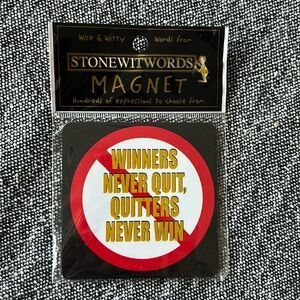 Wise & Witty Words from
STONEWITWORDS
MAGNET
Hundreds of expressions to choose from.
WINNERS
NEVER QUIT,
QUITTERS
NEVER WIN